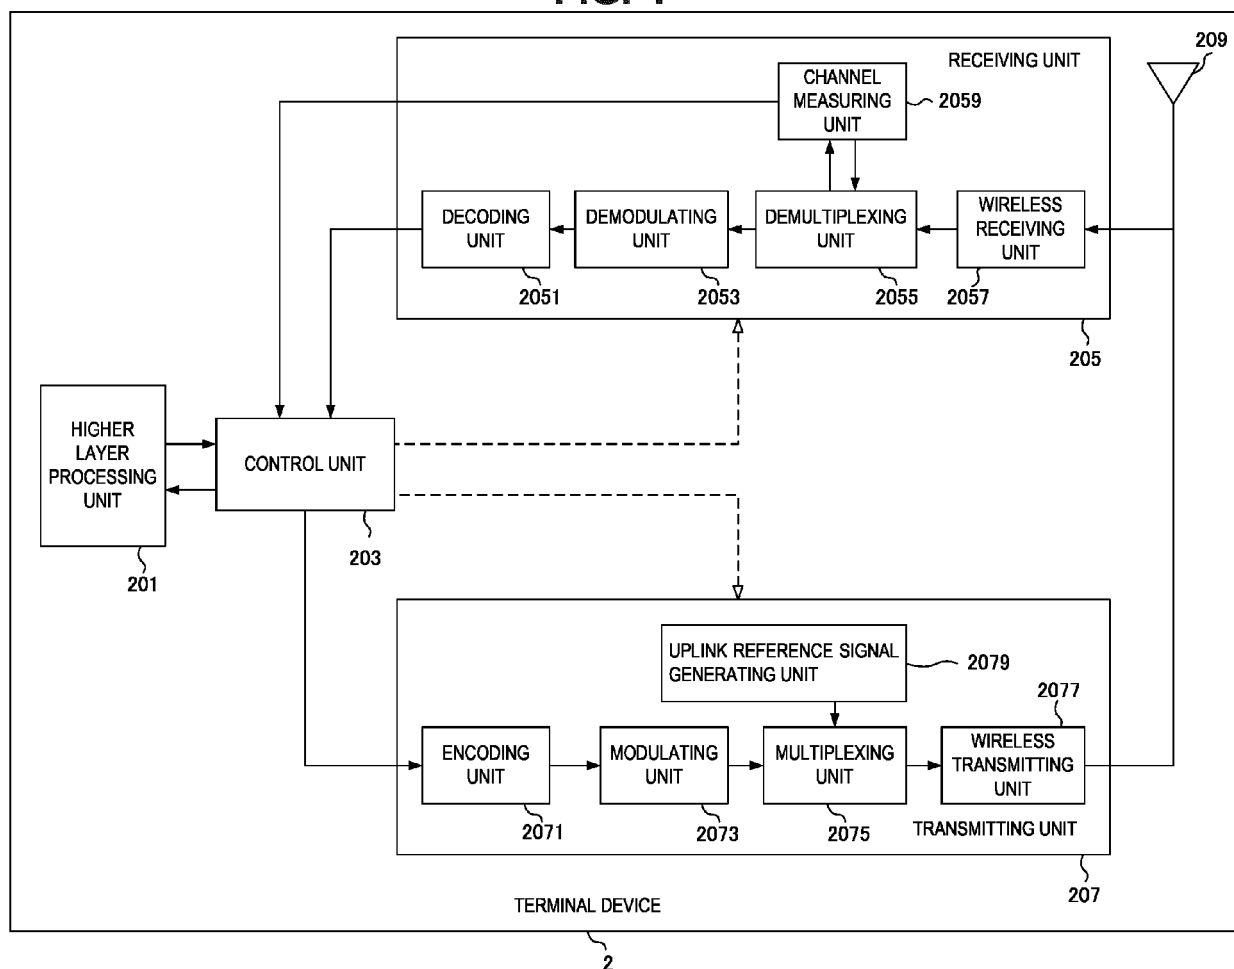 209
RECEIVING UNIT
CHANNEL
MEASURING
UNIT
2059
DECODING
UNIT
2051
DEMODULATING
UNIT
2053
DEMULTIPLEXING
UNIT
2055
WIRELESS
RECEIVING
UNIT
2057
205
HIGHER
LAYER
PROCESSING
UNIT
201
CONTROL UNIT
203
UPLINK REFERENCE SIGNAL
GENERATING UNIT
2079
2077
ENCODING
UNIT
2071
MODULATING
UNIT
2073
MULTIPLEXING
UNIT
2075
WIRELESS
TRANSMITTING
UNIT
TRANSMITTING UNIT
207
TERMINAL DEVICE
2